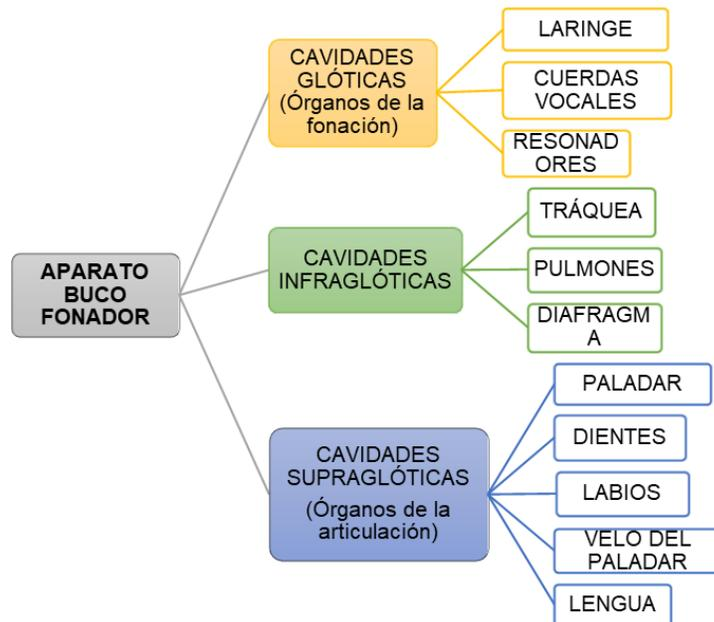 APARATO
BUCO
FONADOR
CAVIDADES
GLÓTICAS
(Órganos de la
fonación)
LARINGE
CUERDAS
VOCALES
RESONAD
ORES
CAVIDADES
INFRAGLÓTICAS
TRÁQUEA
PULMONES
DIAFRAGM
A
CAVIDADES
SUPRAGLÓTICAS
(Órganos de la
articulación)
PALADAR
DIENTES
LABIOS
VELO DEL
PALADAR
LENGUA